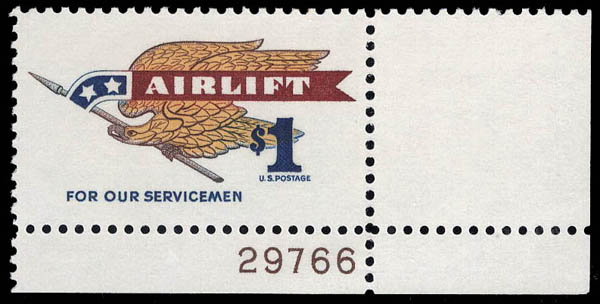 AIRLIFT
$1
U.S. POSTAGE
FOR OUR SERVICEMEN
29766